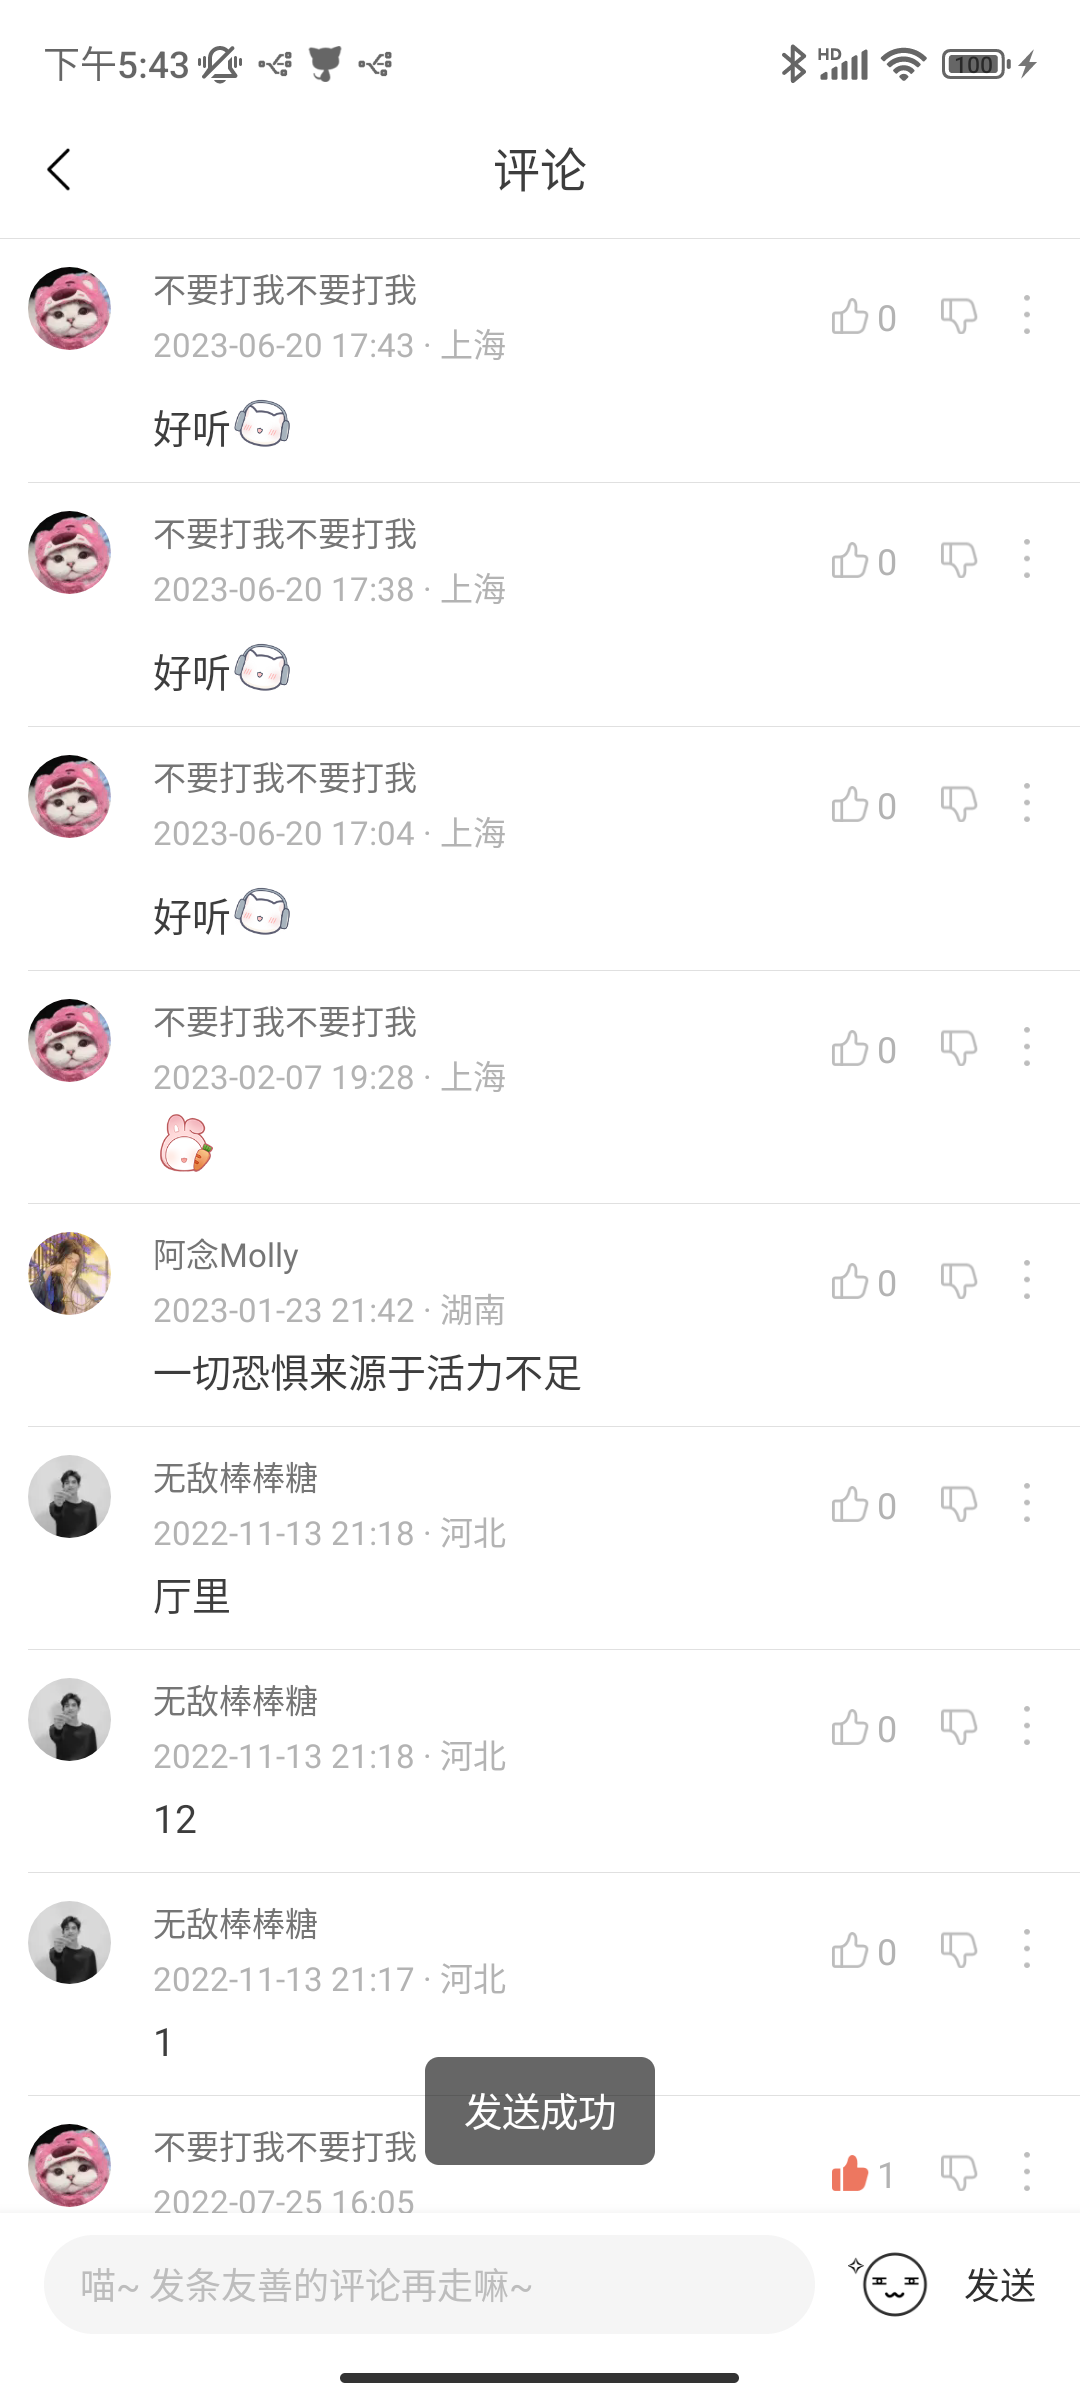 下午5:43
HD
100
评论
不要打我不要打我
0
2023-06-20 17:43 · 上海
好听
不要打我不要打我
0
2023-06-20 17:38 · 上海
好听
不要打我不要打我
0
2023-06-20 17:04 · 上海
好听
不要打我不要打我
0
2023-02-07 19:28 · 上海
阿念Molly
0
2023-01-23 21:42 · 湖南
一切恐惧来源于活力不足
无敌棒棒糖
0
2022-11-13 21:18 · 河北
厅里
无敌棒棒糖
0
2022-11-13 21:18 · 河北
12
无敌棒棒糖
0
2022-11-13 21:17 · 河北
1
发送成功
不要打我不要打我
1
2022-07-25 16:05
喵~ 发条友善的评论再走嘛~
发送